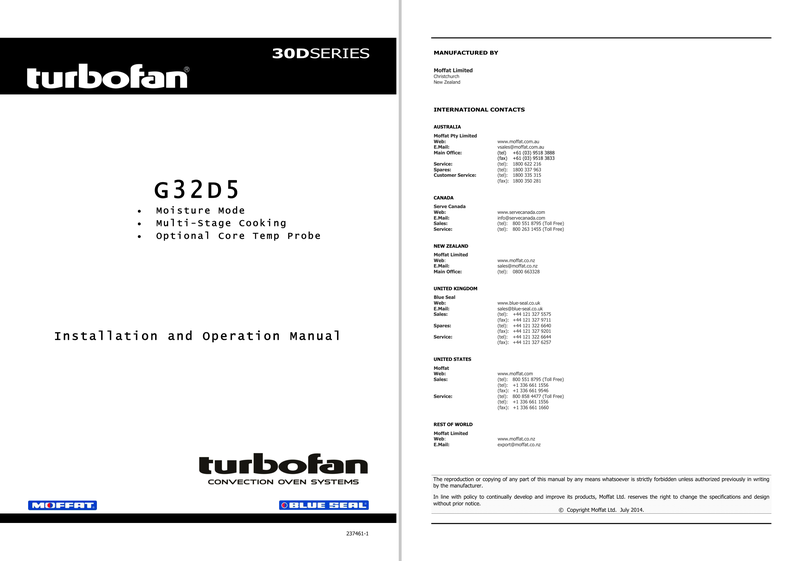 30DSERIES
turbofan®
G32D5
• Moisture Mode
• Multi-Stage Cooking
• Optional Core Temp Probe
Installation and Operation Manual
turbofan
CONVECTION OVEN SYSTEMS
MOFFAT
BLUE SEAL
237461-1
MANUFACTURED BY
Moffat Limited
Christchurch
New Zealand
INTERNATIONAL CONTACTS
AUSTRALIA
Moffat Pty Limited
Web: www.moffat.com.au
E.Mail: vsales@moffat.com.au
Main Office: (tel) +61 (03) 9518 3888
(fax) +61 (03) 9518 3833
Service: (tel): 1800 622 216
Spares: (tel): 1800 337 963
Customer Service: (tel): 1800 335 315
(fax): 1800 350 281
CANADA
Serve Canada
Web: www.servecanada.com
E.Mail: info@servecanada.com
Sales: (tel): 800 551 8795 (Toll Free)
Service: (tel): 800 263 1455 (Toll Free)
NEW ZEALAND
Moffat Limited
Web: www.moffat.co.nz
E.Mail: sales@moffat.co.nz
Main Office: (tel): 0800 663328
UNITED KINGDOM
Blue Seal
Web: www.blue-seal.co.uk
E.Mail: sales@blue-seal.co.uk
Sales: (tel): +44 121 327 5575
(fax): +44 121 327 9711
Spares: (tel): +44 121 322 6640
(fax): +44 121 327 9201
Service: (tel): +44 121 322 6644
(fax): +44 121 327 6257
UNITED STATES
Moffat
Web: www.moffat.com
Sales: (tel): 800 551 8795 (Toll Free)
(tel): +1 336 661 1556
(fax): +1 336 661 9546
Service: (tel): 800 858 4477 (Toll Free)
(tel): +1 336 661 1556
(fax): +1 336 661 1660
REST OF WORLD
Moffat Limited
Web: www.moffat.co.nz
E.Mail: export@moffat.co.nz
The reproduction or copying of any part of this manual by any means whatsoever is strictly forbidden unless authorized previously in writing
by the manufacturer.
In line with policy to continually develop and improve its products, Moffat Ltd. reserves the right to change the specifications and design
without prior notice.
© Copyright Moffat Ltd. July 2014.